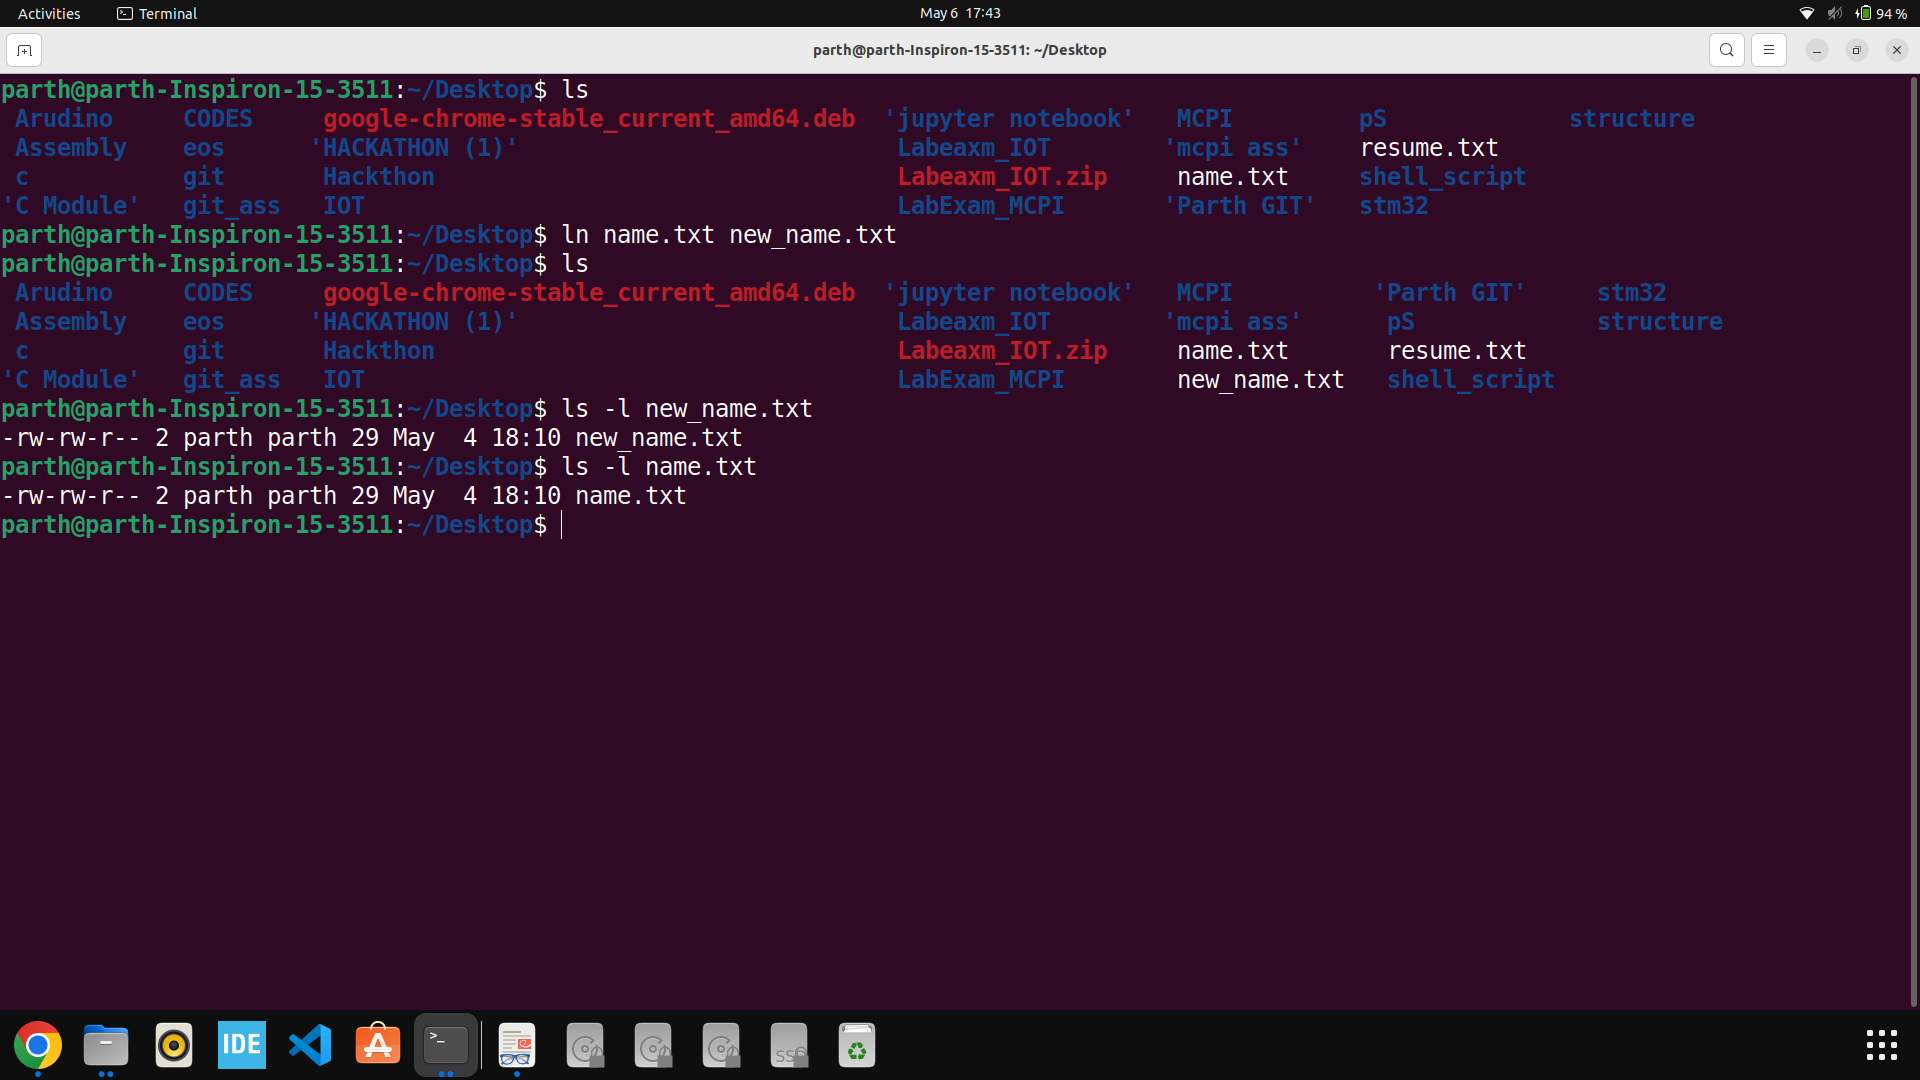 Activities Terminal May 6 17:43 94 %
parth@parth-Inspiron-15-3511: ~/Desktop
parth@parth-Inspiron-15-3511:~/Desktop$ ls
Arudino CODES google-chrome-stable_current_amd64.deb 'jupyter notebook' MCPI pS structure
Assembly eos 'HACKATHON (1)' Labeaxm_IOT 'mcpi ass' resume.txt
c git Hackthon Labeaxm_IOT.zip name.txt shell_script
'C Module' git_ass IOT LabExam_MCPI 'Parth GIT' stm32
parth@parth-Inspiron-15-3511:~/Desktop$ ln name.txt new_name.txt
parth@parth-Inspiron-15-3511:~/Desktop$ ls
Arudino CODES google-chrome-stable_current_amd64.deb 'jupyter notebook' MCPI 'Parth GIT' stm32
Assembly eos 'HACKATHON (1)' Labeaxm_IOT 'mcpi ass' pS structure
c git Hackthon Labeaxm_IOT.zip name.txt resume.txt
'C Module' git_ass IOT LabExam_MCPI new_name.txt shell_script
parth@parth-Inspiron-15-3511:~/Desktop$ ls -l new_name.txt
-rw-rw-r-- 2 parth parth 29 May  4 18:10 new_name.txt
parth@parth-Inspiron-15-3511:~/Desktop$ ls -l name.txt
-rw-rw-r-- 2 parth parth 29 May  4 18:10 name.txt
parth@parth-Inspiron-15-3511:~/Desktop$
IDE >_ SSD